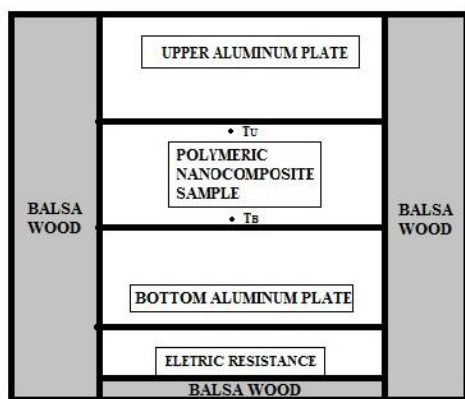 UPPER ALUMINUM PLATE
• TU
POLYMERIC
NANOCOMPOSITE
SAMPLE
• TB
BALSA
WOOD
BALSA
WOOD
BOTTOM ALUMINUM PLATE
ELETRIC RESISTANCE
BALSA WOOD